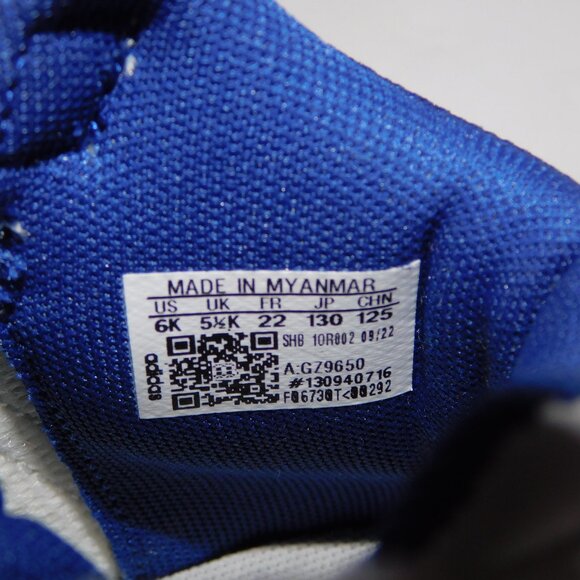 MADE IN MYANMAR
US UK FR JP CHN
6K 5½K 22 130 125
SHB 10R802 09/22
adidas
A:GZ9650
#130940716
F06730T<00292